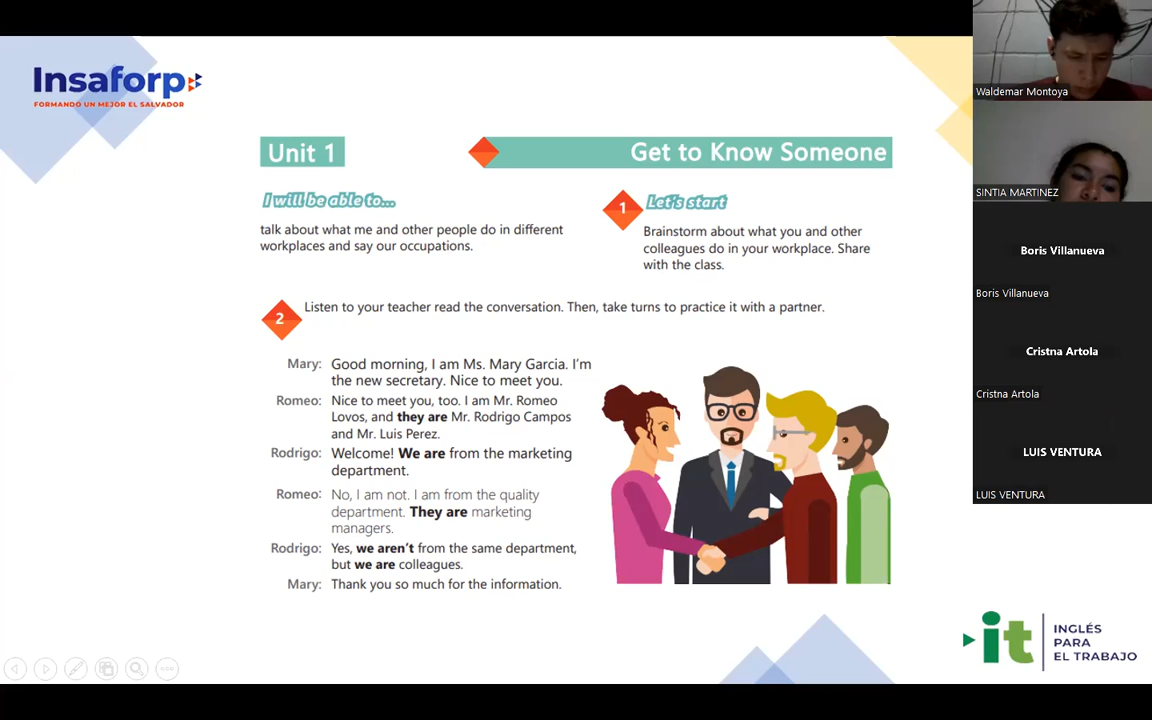 Insaforp
FORMANDO UN MEJOR EL SALVADOR
Unit 1
Get to Know Someone
I will be able to...
talk about what me and other people do in different
workplaces and say our occupations.
1
Let's start
Brainstorm about what you and other
colleagues do in your workplace. Share
with the class.
2
Listen to your teacher read the conversation. Then, take turns to practice it with a partner.
Mary: Good morning, I am Ms. Mary Garcia. I'm
the new secretary. Nice to meet you.
Romeo: Nice to meet you, too. I am Mr. Romeo
Lovos, and they are Mr. Rodrigo Campos
and Mr. Luis Perez.
Rodrigo: Welcome! We are from the marketing
department.
Romeo: No, I am not. I am from the quality
department. They are marketing
managers.
Rodrigo: Yes, we aren't from the same department,
but we are colleagues.
Mary: Thank you so much for the information.
it
INGLÉS
PARA
EL TRABAJO
Waldemar Montoya
SINTIA MARTINEZ
Boris Villanueva
Boris Villanueva
Cristna Artola
Cristna Artola
LUIS VENTURA
LUIS VENTURA